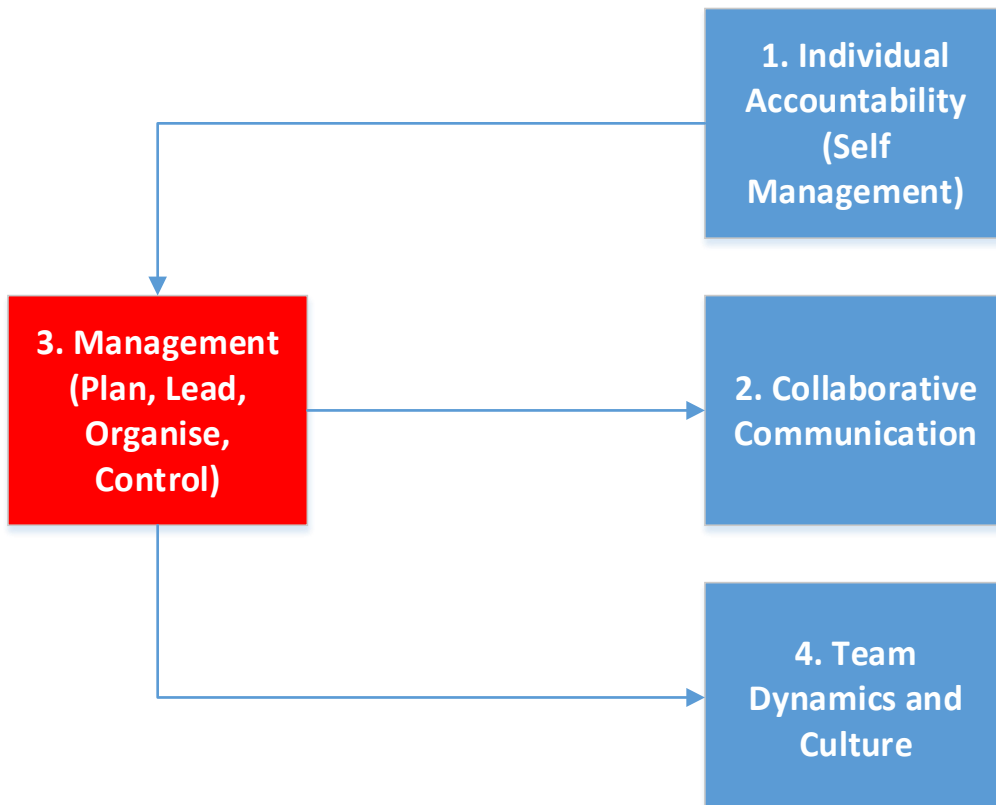 1. Individual
Accountability
(Self
Management)
3. Management
(Plan, Lead,
Organise,
Control)
2. Collaborative
Communication
4. Team
Dynamics and
Culture